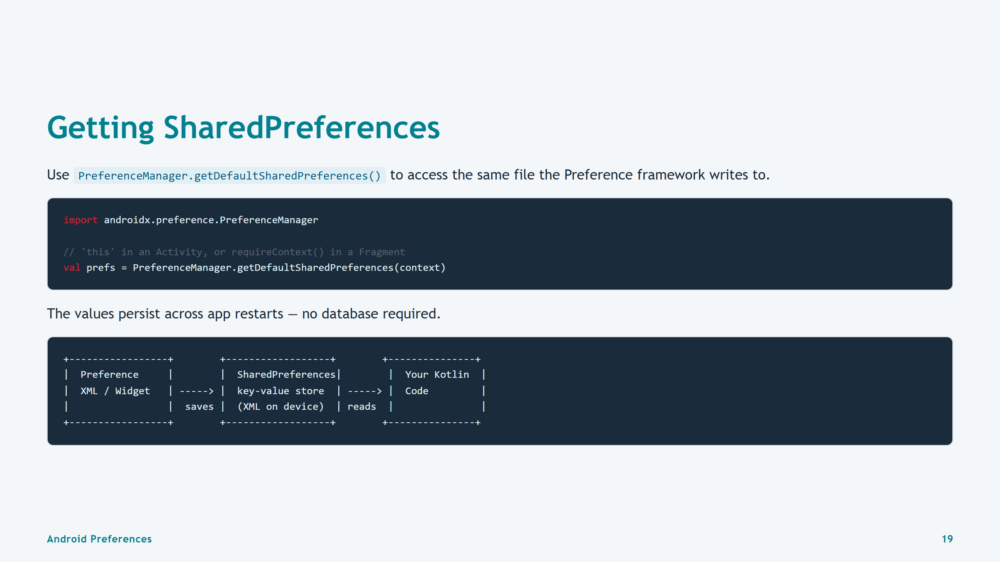 Getting SharedPreferences
Use PreferenceManager.getDefaultSharedPreferences() to access the same file the Preference framework writes to.
import androidx.preference.PreferenceManager
// 'this' in an Activity, or requireContext() in a Fragment
val prefs = PreferenceManager.getDefaultSharedPreferences(context)
The values persist across app restarts — no database required.
+-----------------+        +------------------+        +---------------+
|  Preference     |        |  SharedPreferences|        |  Your Kotlin  |
|  XML / Widget   | -----> |  key-value store  | -----> |  Code         |
|                 |  saves |  (XML on device)  | reads  |               |
+-----------------+        +------------------+        +---------------+
Android Preferences
19